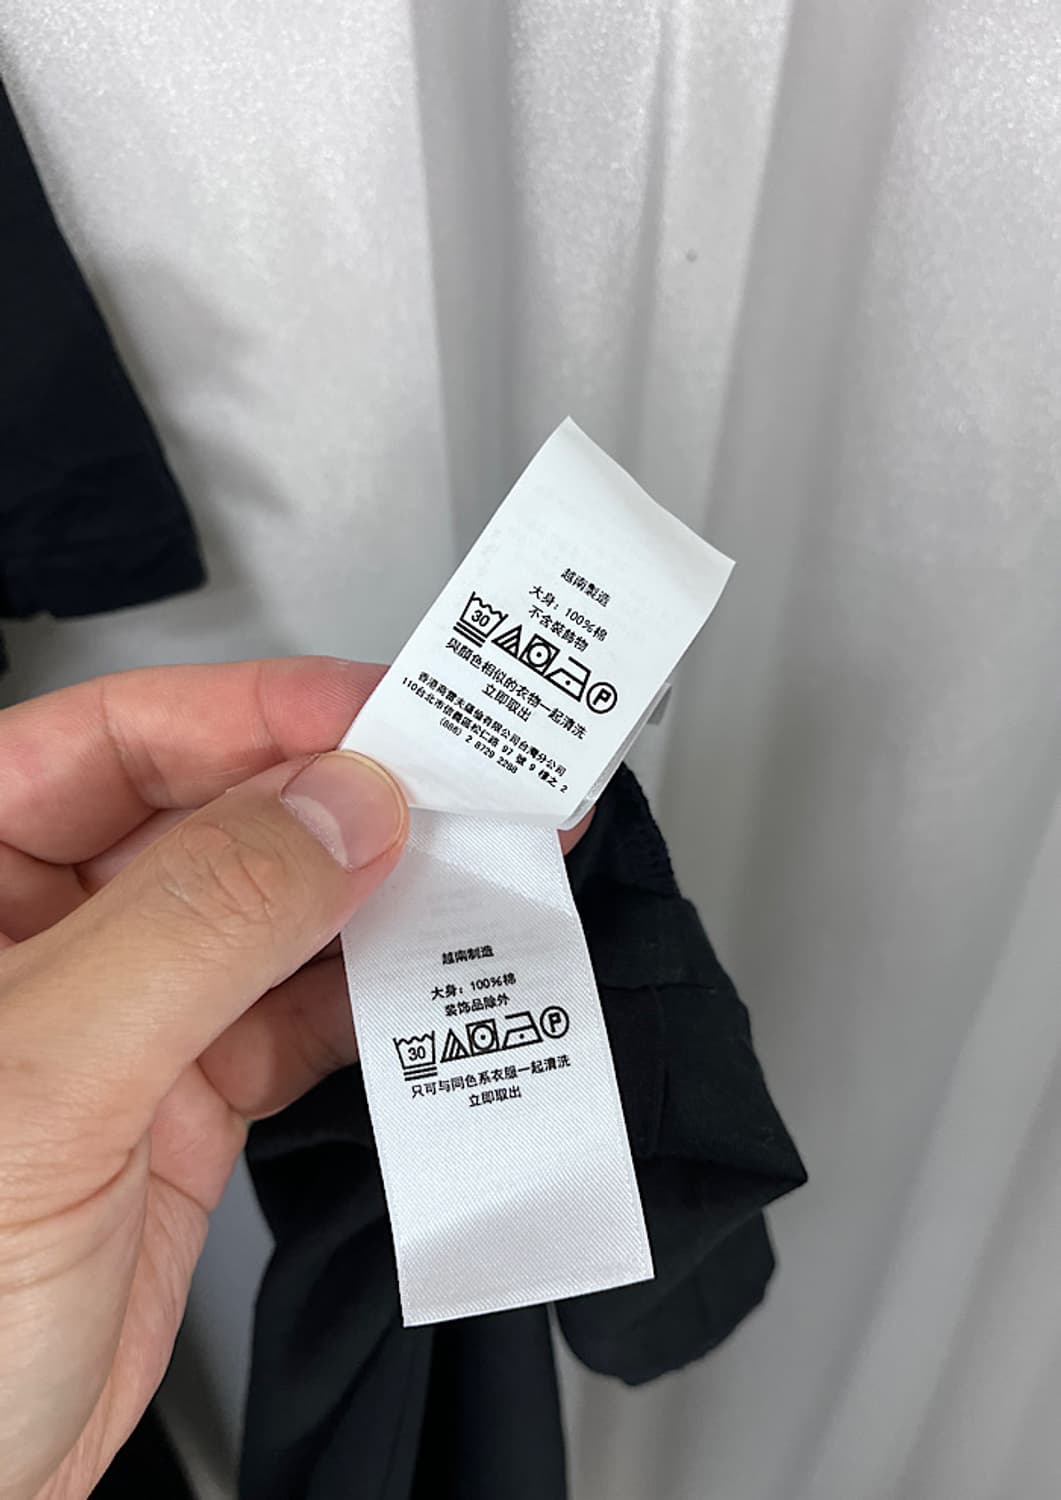 越南製造
大身：100%棉
不含裝飾物
30 P
與顏色相似的衣物一起清洗
立即取出
香港商雷夫羅倫有限公司台灣分公司
110台北市信義區松仁路 97 號 9 樓之 2
(886) 2 8729 2288
越南制造
大身：100%棉
装饰品除外
30 P
只可与同色系衣服一起清洗
立即取出